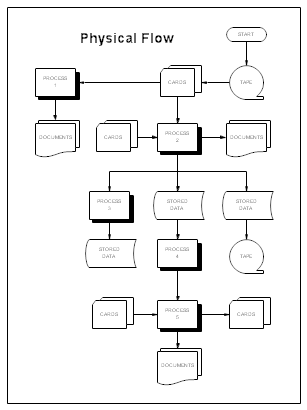 Physical Flow
START
PROCESS
1
CARDS
TAPE
DOCUMENTS
CARDS
PROCESS
2
DOCUMENTS
PROCESS
3
STORED
DATA
STORED
DATA
STORED
DATA
PROCESS
4
TAPE
CARDS
PROCESS
5
CARDS
DOCUMENTS